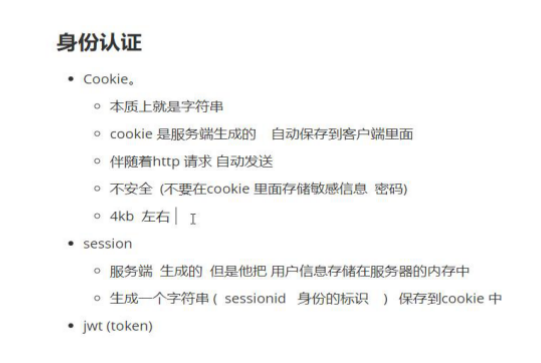 身份认证
Cookie。
本质上就是字符串
cookie 是服务端生成的 自动保存到客户端里面
伴随着http 请求 自动发送
不安全 (不要在cookie 里面存储敏感信息 密码)
4kb 左右
session
服务端 生成的 但是他把 用户信息存储在服务器的内存中
生成一个字符串 ( sessionid 身份的标识 ) 保存到cookie 中
jwt (token)